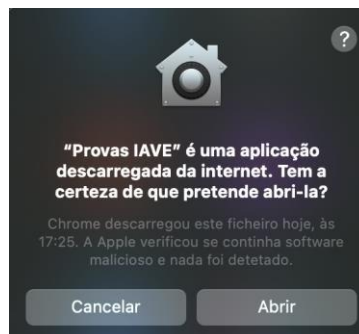 ?
“Provas IAVE” é uma aplicação
descarregada da internet. Tem a
certeza de que pretende abri-la?
Chrome descarregou este ficheiro hoje, às
17:25. A Apple verificou se continha software
malicioso e nada foi detetado.
Cancelar
Abrir